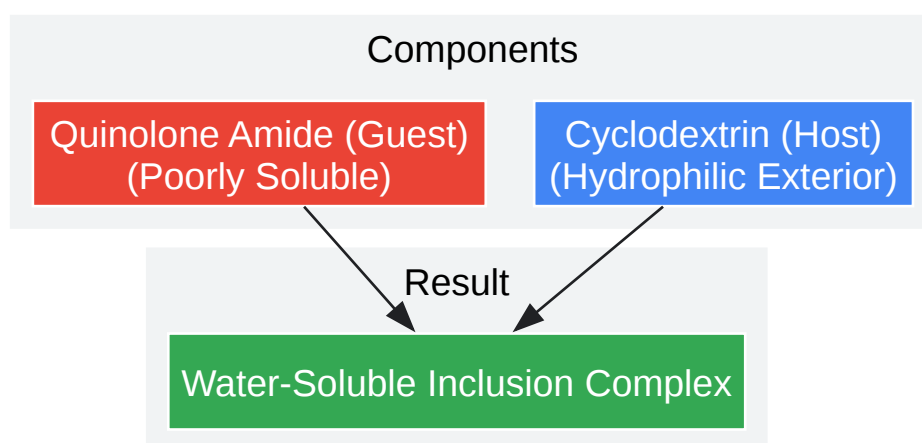 Components
Quinolone Amide (Guest)
(Poorly Soluble)
Cyclodextrin (Host)
(Hydrophilic Exterior)
Result
Water-Soluble Inclusion Complex